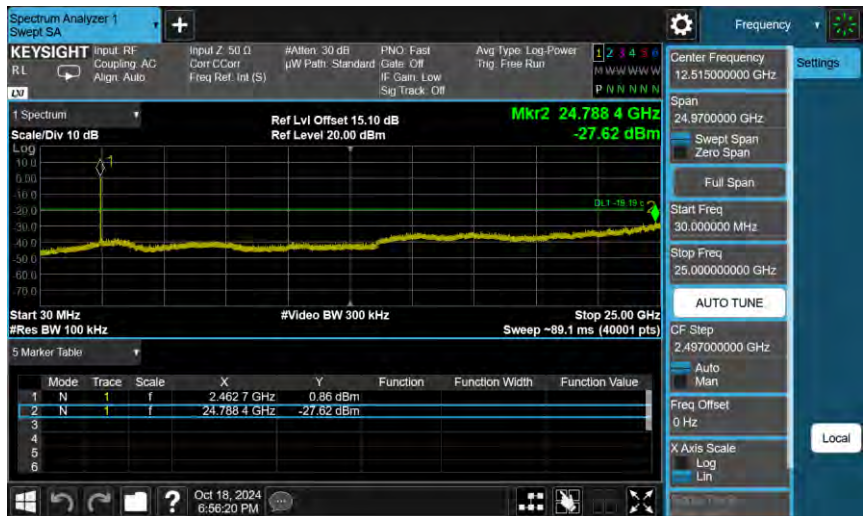 Spectrum Analyzer 1
Swept SA
+
Frequency
KEYSIGHT
RL
LXI
Input: RF
Coupling: AC
Align: Auto
Input Z: 50 Ω
Corr CCorr
Freq Ref: Int (S)
#Atten: 30 dB
µW Path: Standard
PNO: Fast
Gate: Off
IF Gain: Low
Sig Track: Off
Avg Type: Log-Power
Trig: Free Run
1 2 3 4 5 6
M W W W W W
P N N N N N
1 Spectrum
Scale/Div 10 dB
Ref Lvl Offset 15.10 dB
Ref Level 20.00 dBm
Mkr2 24.788 4 GHz
-27.62 dBm
Log
10.0
0.00
-10.0
-20.0
-30.0
-40.0
-50.0
-60.0
-70.0
1
2
Start 30 MHz
#Res BW 100 kHz
#Video BW 300 kHz
Stop 25.00 GHz
Sweep ~89.1 ms (40001 pts)
5 Marker Table
Mode Trace Scale X Y Function Function Width Function Value
1 N 1 f 2.462 7 GHz 0.86 dBm
2 N 1 f 24.788 4 GHz -27.62 dBm
3
4
5
6
?
Oct 18, 2024
6:56:20 PM
Center Frequency
12.515000000 GHz
Span
24.9700000 GHz
Swept Span
Zero Span
Full Span
Start Freq
30.000000 MHz
Stop Freq
25.000000000 GHz
AUTO TUNE
CF Step
2.497000000 GHz
Auto
Man
Freq Offset
0 Hz
X Axis Scale
Log
Lin
Settings
Local